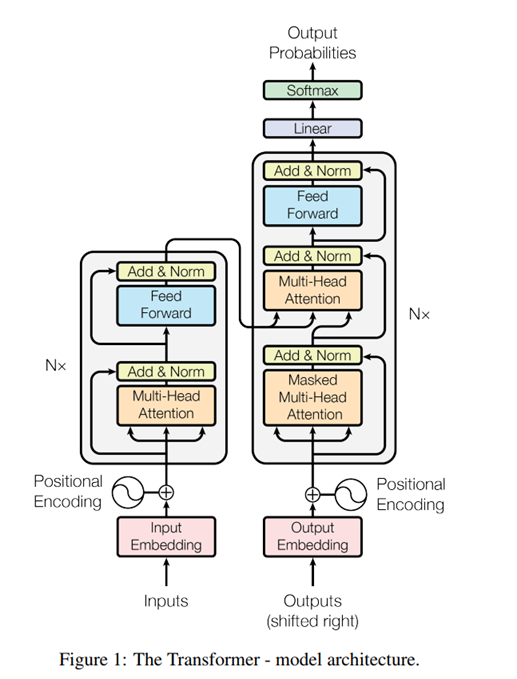 Output
Probabilities
Softmax
Linear
Add & Norm
Feed
Forward
Add & Norm
Multi-Head
Attention
Add & Norm
Masked
Multi-Head
Attention
Nx
Add & Norm
Feed
Forward
Add & Norm
Multi-Head
Attention
Nx
Positional
Encoding
Positional
Encoding
Input
Embedding
Output
Embedding
Inputs
Outputs
(shifted right)
Figure 1: The Transformer - model architecture.